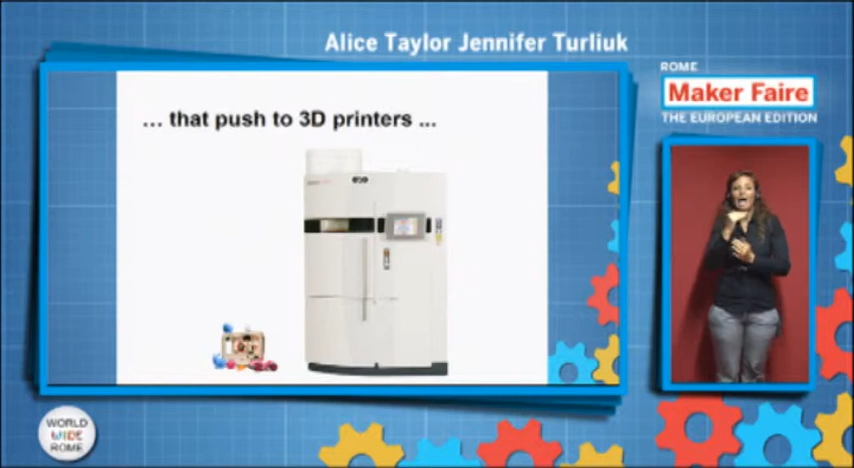 Alice Taylor Jennifer Turliuk
ROME
Maker Faire
THE EUROPEAN EDITION
... that push to 3D printers ...
WORLD
WIDE
ROME